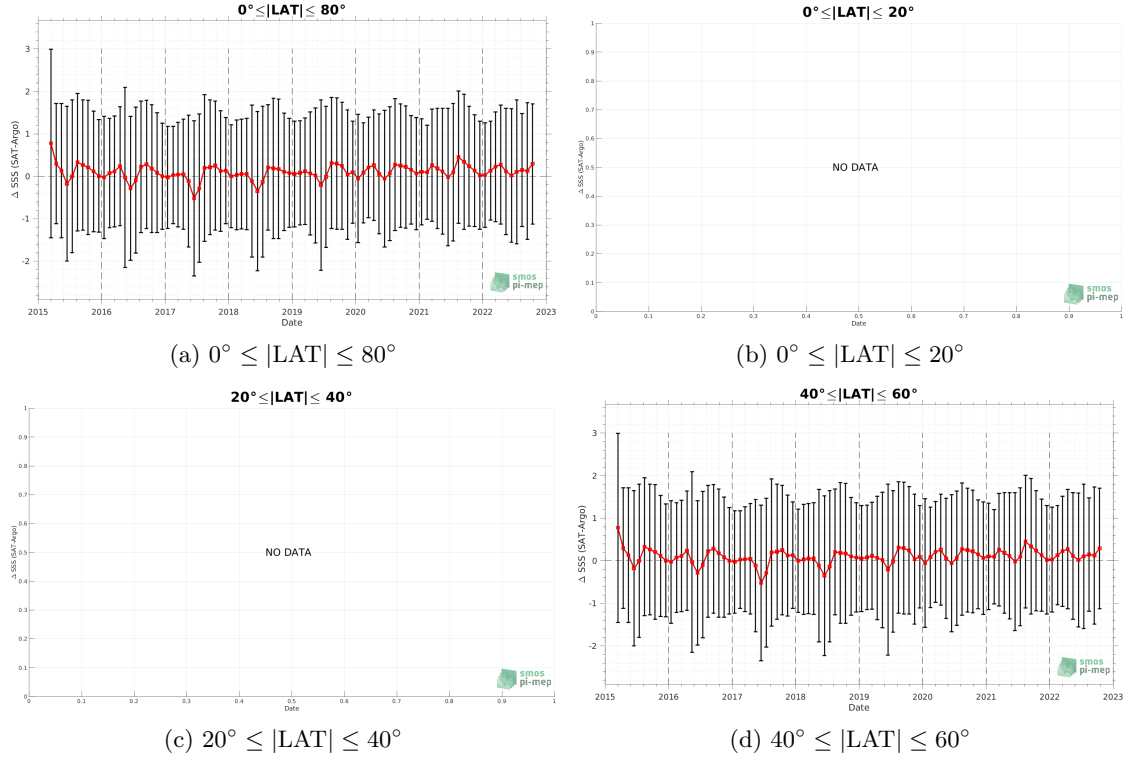 0°≤|LAT|≤ 80°
Δ SSS (SAT-Argo)
3
2
1
0
-1
-2
2015 2016 2017 2018 2019 2020 2021 2022 2023
Date
smos
pi-mep
(a) 0° ≤ |LAT| ≤ 80°
0°≤|LAT|≤ 20°
Δ SSS (SAT-Argo)
1
0.9
0.8
0.7
0.6
0.5
0.4
0.3
0.2
0.1
0
NO DATA
0 0.1 0.2 0.3 0.4 0.5 0.6 0.7 0.8 0.9 1
Date
smos
pi-mep
(b) 0° ≤ |LAT| ≤ 20°
20°≤|LAT|≤ 40°
Δ SSS (SAT-Argo)
1
0.9
0.8
0.7
0.6
0.5
0.4
0.3
0.2
0.1
0
NO DATA
0 0.1 0.2 0.3 0.4 0.5 0.6 0.7 0.8 0.9 1
Date
smos
pi-mep
(c) 20° ≤ |LAT| ≤ 40°
40°≤|LAT|≤ 60°
Δ SSS (SAT-Argo)
3
2
1
0
-1
-2
2015 2016 2017 2018 2019 2020 2021 2022 2023
Date
smos
pi-mep
(d) 40° ≤ |LAT| ≤ 60°